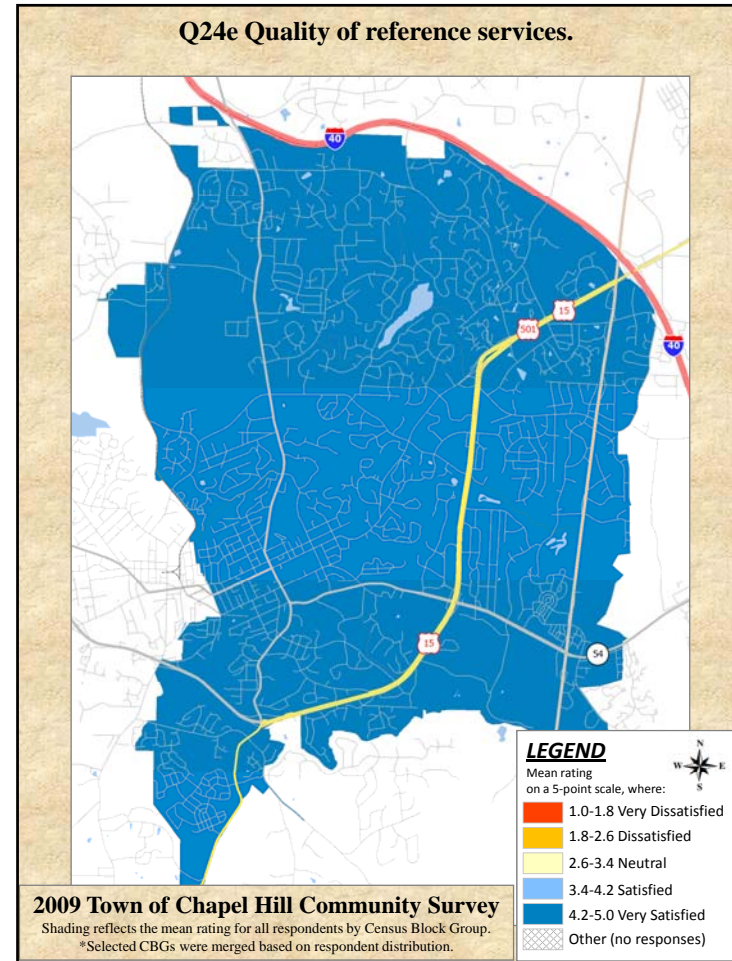 Q24e Quality of reference services.
40
15
501
40
54
15
LEGEND
N
W E
S
Mean rating
on a 5-point scale, where:
1.0-1.8 Very Dissatisfied
1.8-2.6 Dissatisfied
2.6-3.4 Neutral
3.4-4.2 Satisfied
4.2-5.0 Very Satisfied
Other (no responses)
2009 Town of Chapel Hill Community Survey
Shading reflects the mean rating for all respondents by Census Block Group.
*Selected CBGs were merged based on respondent distribution.